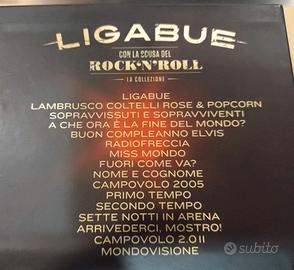 LIGABUE
CON LA SCUSA DEL
ROCK'N'ROLL
LA COLLEZIONE
LIGABUE
LAMBRUSCO COLTELLI ROSE & POPCORN
SOPRAVVISSUTI E SOPRAVVIVENTI
A CHE ORA È LA FINE DEL MONDO?
BUON COMPLEANNO ELVIS
RADIOFRECCIA
MISS MONDO
FUORI COME VA?
NOME E COGNOME
CAMPOVOLO 2005
PRIMO TEMPO
SECONDO TEMPO
SETTE NOTTI IN ARENA
ARRIVEDERCI, MOSTRO!
CAMPOVOLO 2.011
MONDOVISIONE
subito